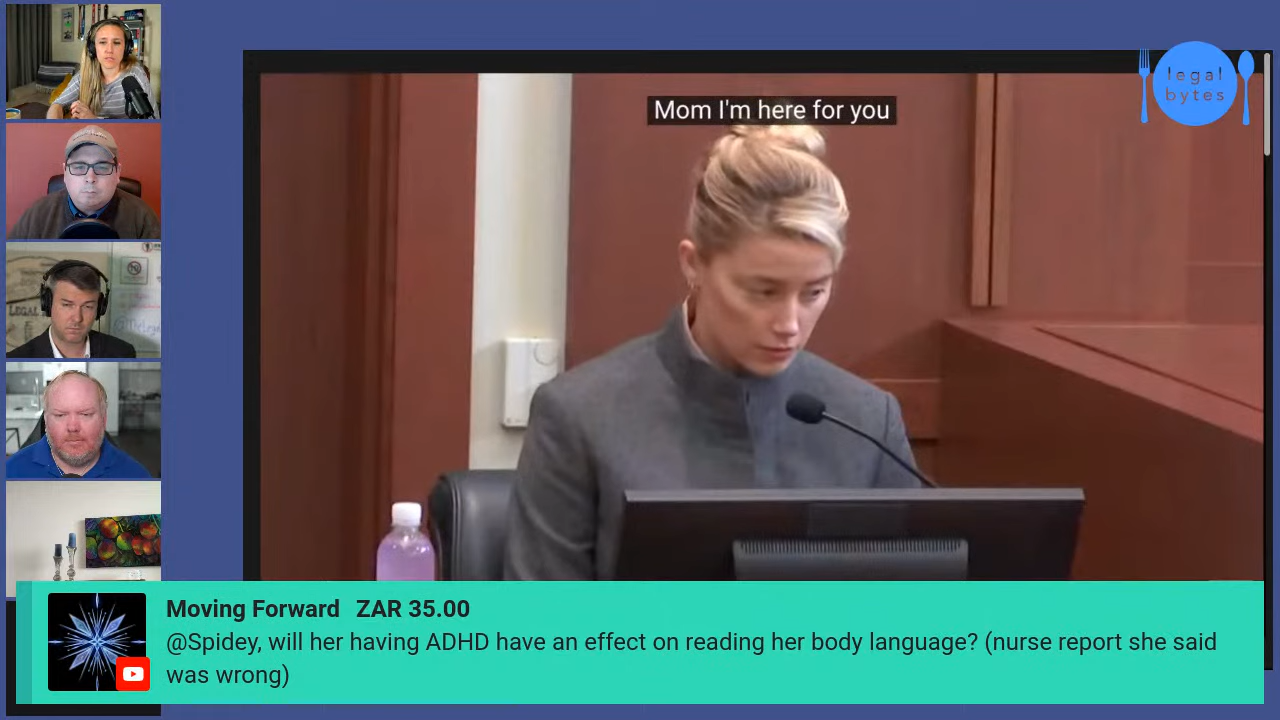 Mom I'm here for you
legal
bytes
LEGAL
Moving Forward ZAR 35.00
@Spidey, will her having ADHD have an effect on reading her body language? (nurse report she said
was wrong)